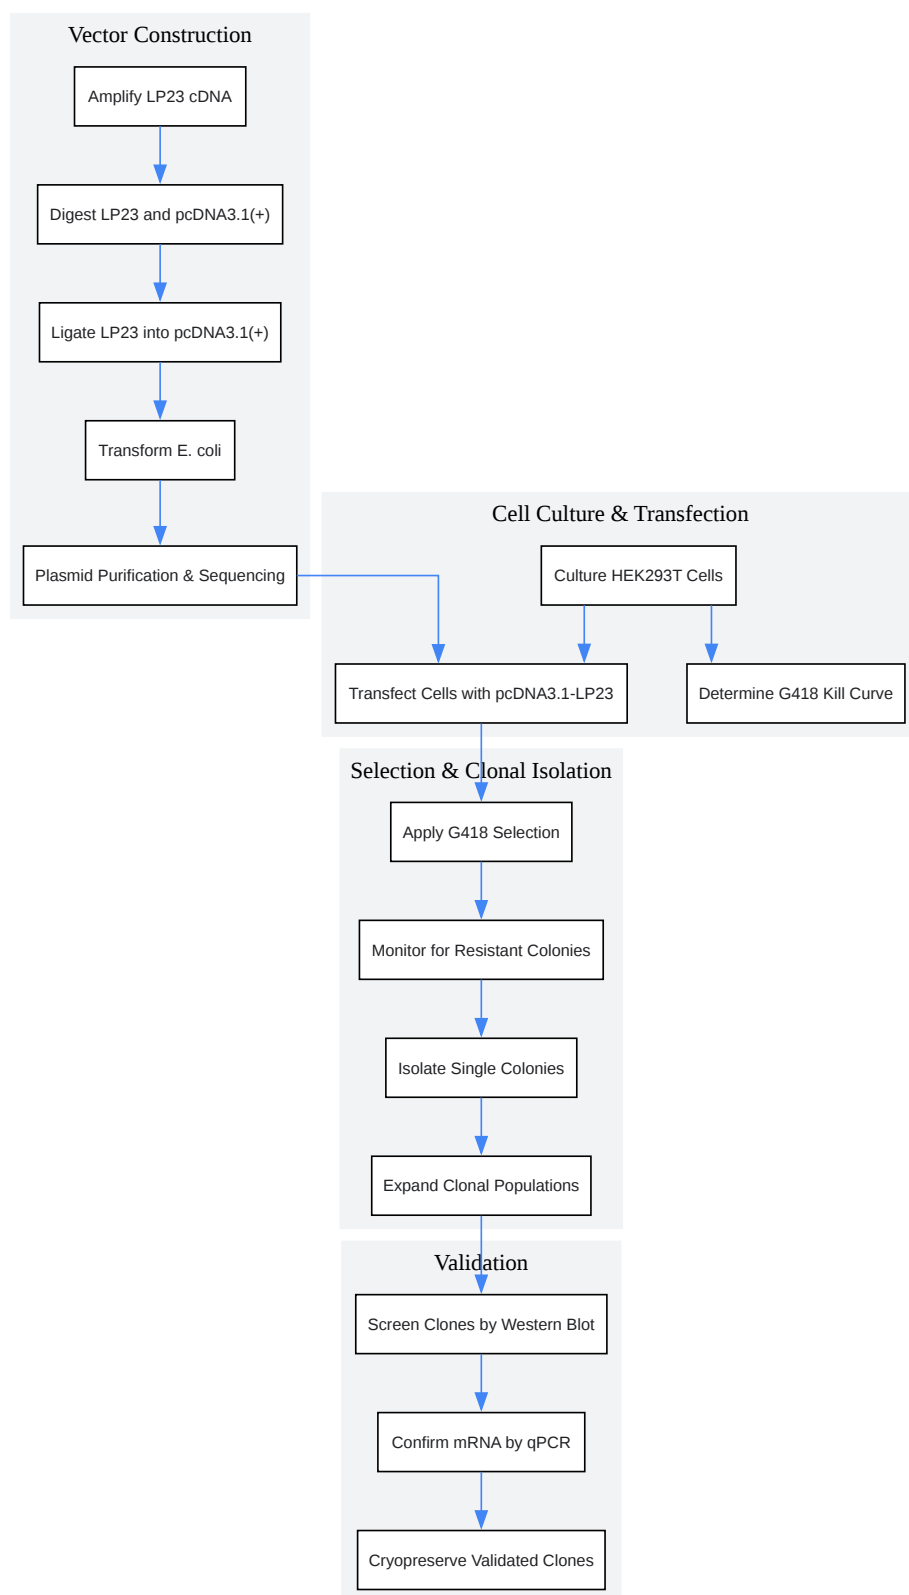 Vector Construction
Amplify LP23 cDNA
Digest LP23 and pcDNA3.1(+)
Ligate LP23 into pcDNA3.1(+)
Transform E. coli
Plasmid Purification & Sequencing
Cell Culture & Transfection
Culture HEK293T Cells
Transfect Cells with pcDNA3.1-LP23
Determine G418 Kill Curve
Selection & Clonal Isolation
Apply G418 Selection
Monitor for Resistant Colonies
Isolate Single Colonies
Expand Clonal Populations
Validation
Screen Clones by Western Blot
Confirm mRNA by qPCR
Cryopreserve Validated Clones